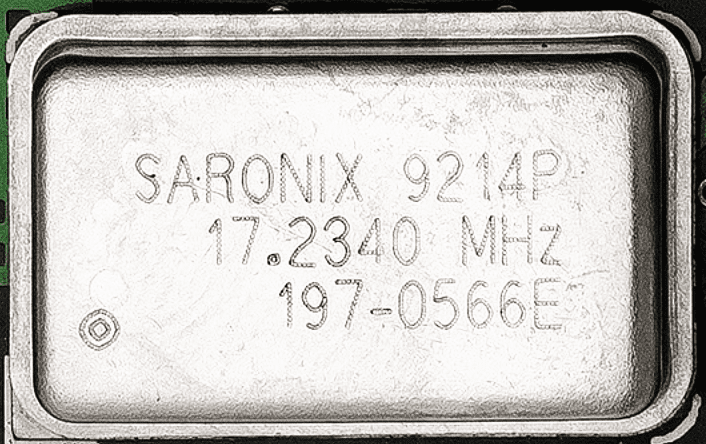 SARONIX 9214P
17.2340 MHz
197-0566E